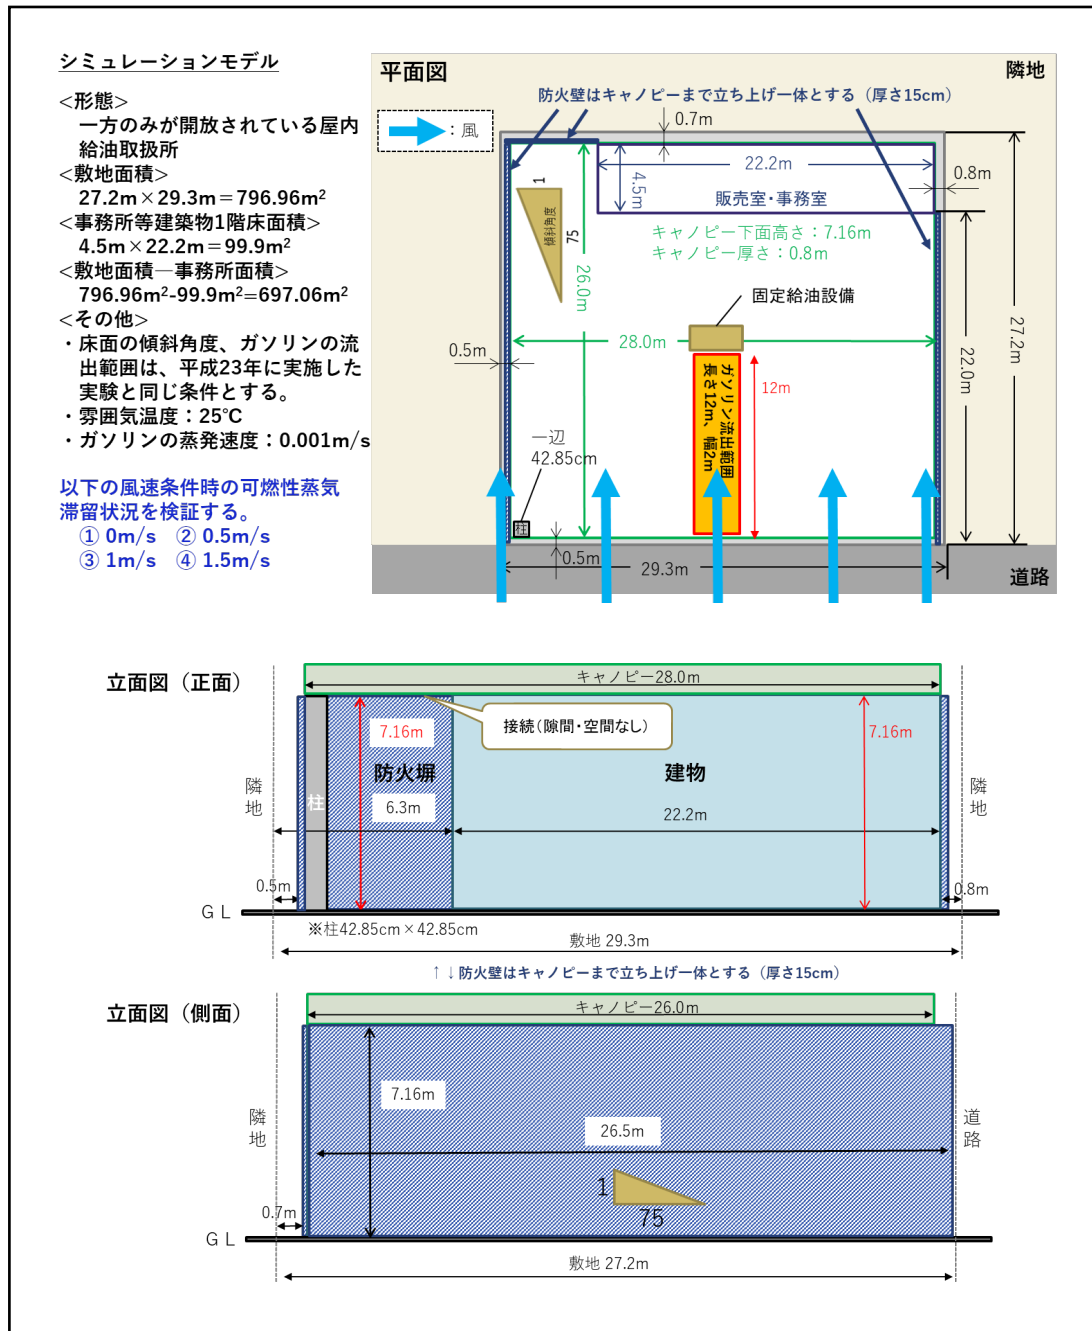 シミュレーションモデル
<形態>
一方のみが開放されている屋内
給油取扱所
<敷地面積>
27.2m×29.3m＝796.96m²
<事務所等建築物1階床面積>
4.5m×22.2m＝99.9m²
<敷地面積―事務所面積>
796.96m²-99.9m²=697.06m²
<その他>
・床面の傾斜角度、ガソリンの流
出範囲は、平成23年に実施した
実験と同じ条件とする。
・雰囲気温度：25℃
・ガソリンの蒸発速度：0.001m/s
以下の風速条件時の可燃性蒸気
滞留状況を検証する。
① 0m/s ② 0.5m/s
③ 1m/s ④ 1.5m/s
平面図
隣地
防火壁はキャノピーまで立ち上げ一体とする（厚さ15cm）
：風
0.7m
22.2m
4.5m
0.8m
販売室・事務室
1
傾斜角度
75
キャノピー下面高さ：7.16m
キャノピー厚さ：0.8m
26.0m
固定給油設備
28.0m
0.5m
27.2m
22.0m
ガソリン流出範囲
長さ12m、幅2m
12m
一辺
42.85cm
柱
0.5m
29.3m
道路
立面図（正面）
キャノピー28.0m
接続（隙間・空間なし）
7.16m
7.16m
防火塀
建物
隣地
隣地
柱
6.3m
22.2m
0.5m
0.8m
ＧＬ
※柱42.85cm×42.85cm
敷地 29.3m
↑↓防火壁はキャノピーまで立ち上げ一体とする（厚さ15cm）
立面図（側面）
キャノピー26.0m
7.16m
隣地
道路
26.5m
1
75
0.7m
ＧＬ
敷地 27.2m